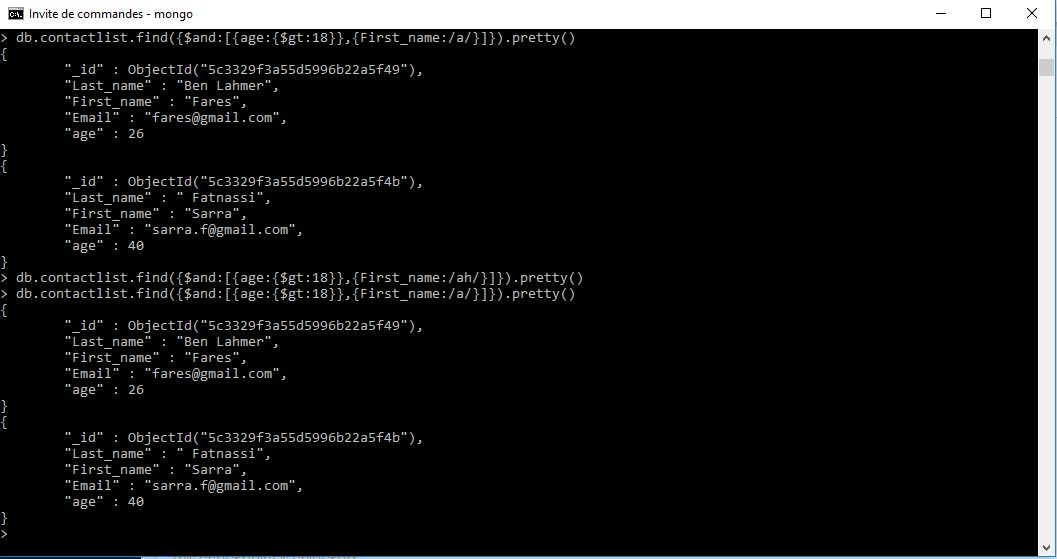 Invite de commandes - mongo
> db.contactlist.find({$and:[{age:{$gt:18}},{First_name:/a/}]}).pretty()
{
        "_id" : ObjectId("5c3329f3a55d5996b22a5f49"),
        "Last_name" : "Ben Lahmer",
        "First_name" : "Fares",
        "Email" : "fares@gmail.com",
        "age" : 26
}
{
        "_id" : ObjectId("5c3329f3a55d5996b22a5f4b"),
        "Last_name" : " Fatnassi",
        "First_name" : "Sarra",
        "Email" : "sarra.f@gmail.com",
        "age" : 40
}
> db.contactlist.find({$and:[{age:{$gt:18}},{First_name:/ah/}]}).pretty()
> db.contactlist.find({$and:[{age:{$gt:18}},{First_name:/a/}]}).pretty()
{
        "_id" : ObjectId("5c3329f3a55d5996b22a5f49"),
        "Last_name" : "Ben Lahmer",
        "First_name" : "Fares",
        "Email" : "fares@gmail.com",
        "age" : 26
}
{
        "_id" : ObjectId("5c3329f3a55d5996b22a5f4b"),
        "Last_name" : " Fatnassi",
        "First_name" : "Sarra",
        "Email" : "sarra.f@gmail.com",
        "age" : 40
}
>